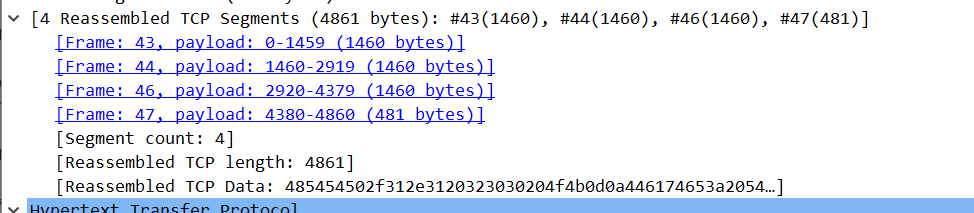 [4 Reassembled TCP Segments (4861 bytes): #43(1460), #44(1460), #46(1460), #47(481)]
[Frame: 43, payload: 0-1459 (1460 bytes)]
[Frame: 44, payload: 1460-2919 (1460 bytes)]
[Frame: 46, payload: 2920-4379 (1460 bytes)]
[Frame: 47, payload: 4380-4860 (481 bytes)]
[Segment count: 4]
[Reassembled TCP length: 4861]
[Reassembled TCP Data: 485454502f312e3120323030204f4b0d0a446174653a2054…]
Hypertext Transfer Protocol